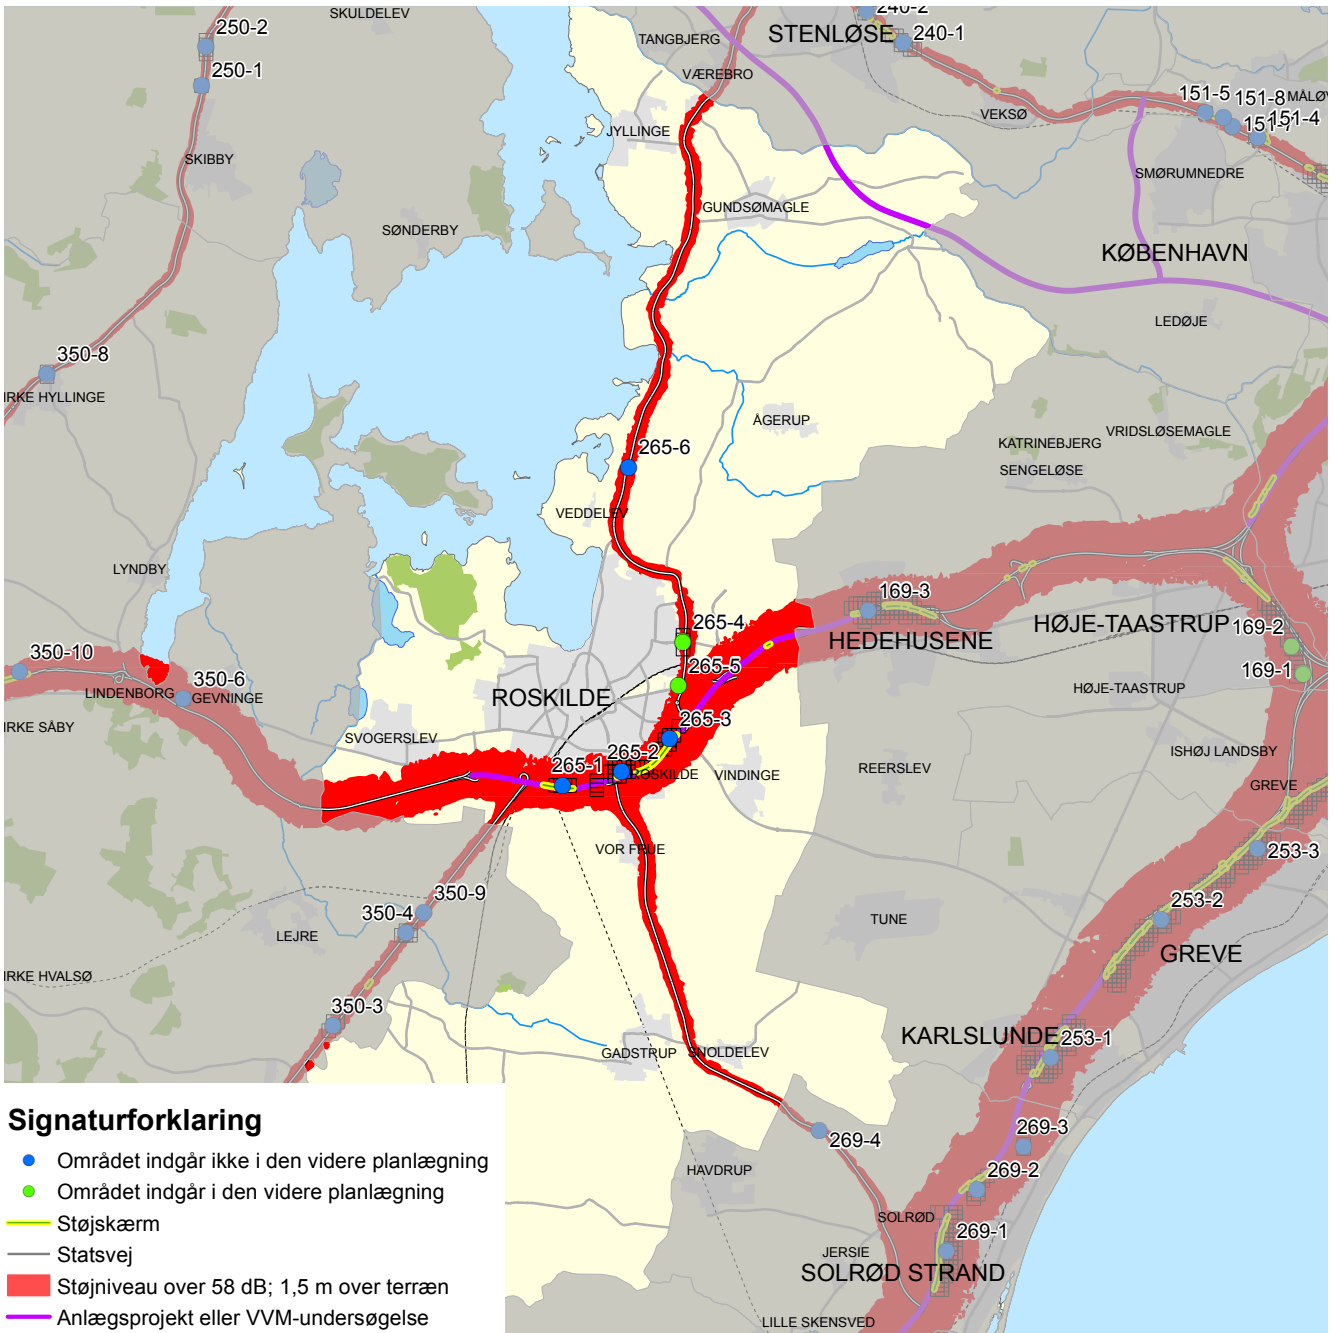 SKULDELEV
250-2
250-1
SKIBBY
SØNDERBY
350-8
TANGBJERG
VÆREBRO
JYLLINGE
GUNDSØMAGLE
STENLØSE
240-2
240-1
VEKSØ
151-5
151-8
151-4
SMØRUMNEDRE
KØBENHAVN
LEDØJE
ÅGERUP
VRIDSLØSEMAGLE
KATRINEBJERG
SENGELØSE
265-6
VEDDELEV
LYNDBY
350-10
LINDENBORG
350-6
GEVNINGE
SVOGERSLEV
ROSKILDE
265-4
265-5
265-3
265-2
265-1
ROSKILDE
VINDINGE
169-3
HEDEHUSENE
HØJE-TAASTRUP
169-2
169-1
HØJE-TAASTRUP
ISHØJ LANDSBY
GREVE
REERSLEV
VOR FRUE
350-9
350-4
LEJRE
350-3
TUNE
253-3
253-2
GREVE
KARLSLUNDE
253-1
GADSTRUP
SNOLDELEV
269-4
HAVDRUP
269-3
269-2
SOLRØD
269-1
JERSIE
SOLRØD STRAND
LILLE SKENSVED
Signaturforklaring
Området indgår ikke i den videre planlægning
Området indgår i den videre planlægning
Støjskærm
Statsvej
Støjniveau over 58 dB; 1,5 m over terræn
Anlægsprojekt eller VVM-undersøgelse